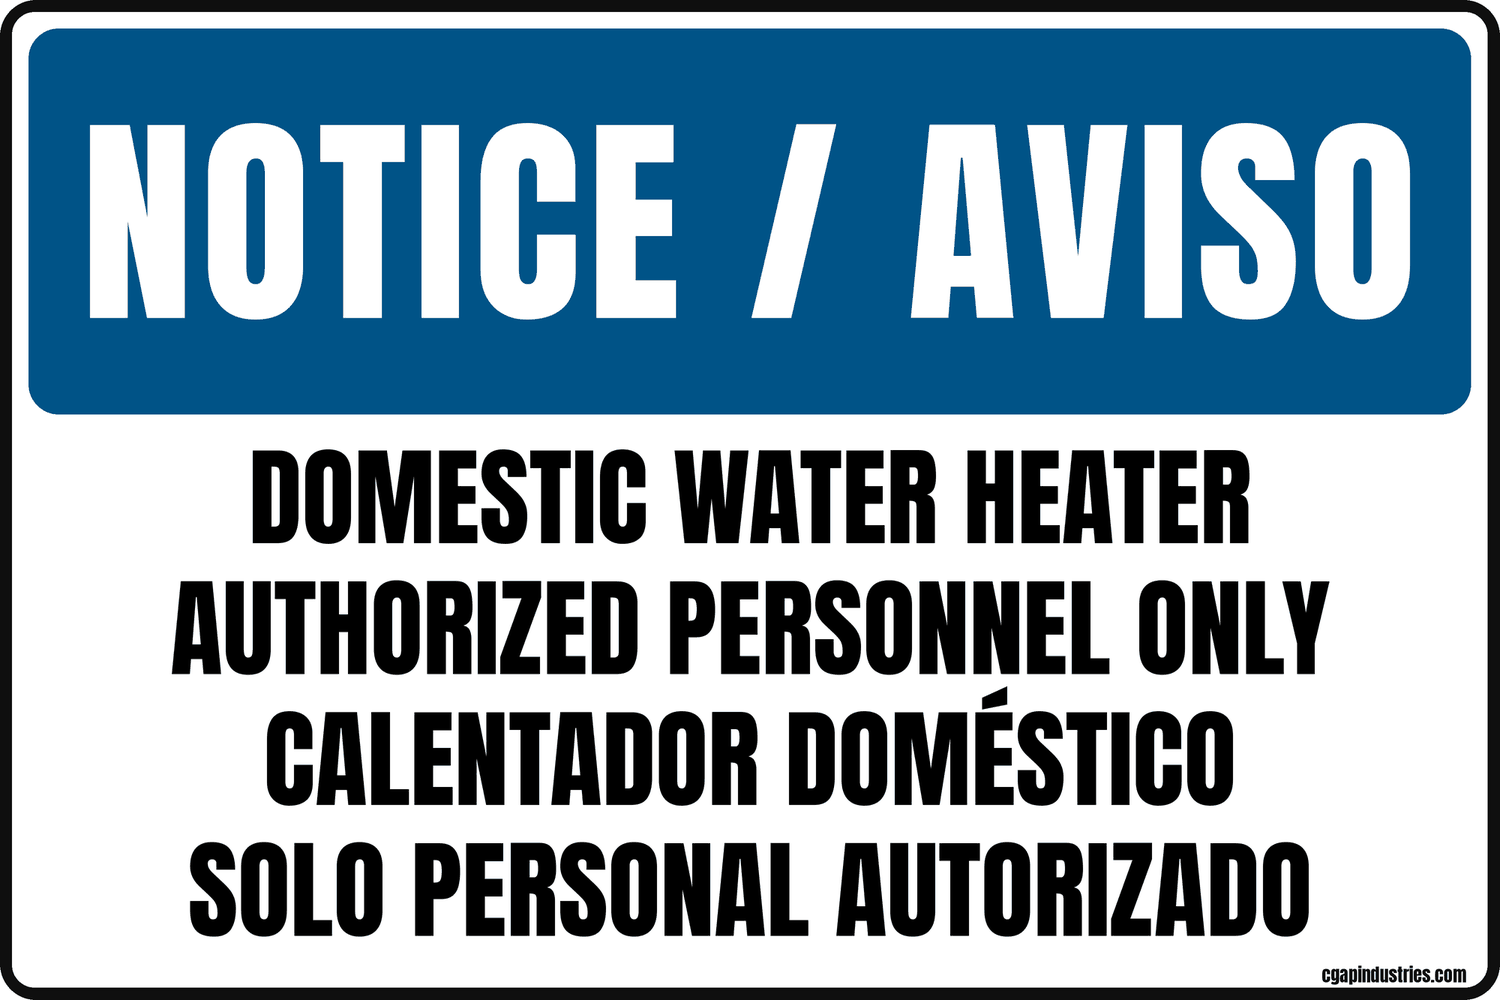 NOTICE / AVISO
DOMESTIC WATER HEATER
AUTHORIZED PERSONNEL ONLY
CALENTADOR DOMÉSTICO
SOLO PERSONAL AUTORIZADO
cgapindustries.com